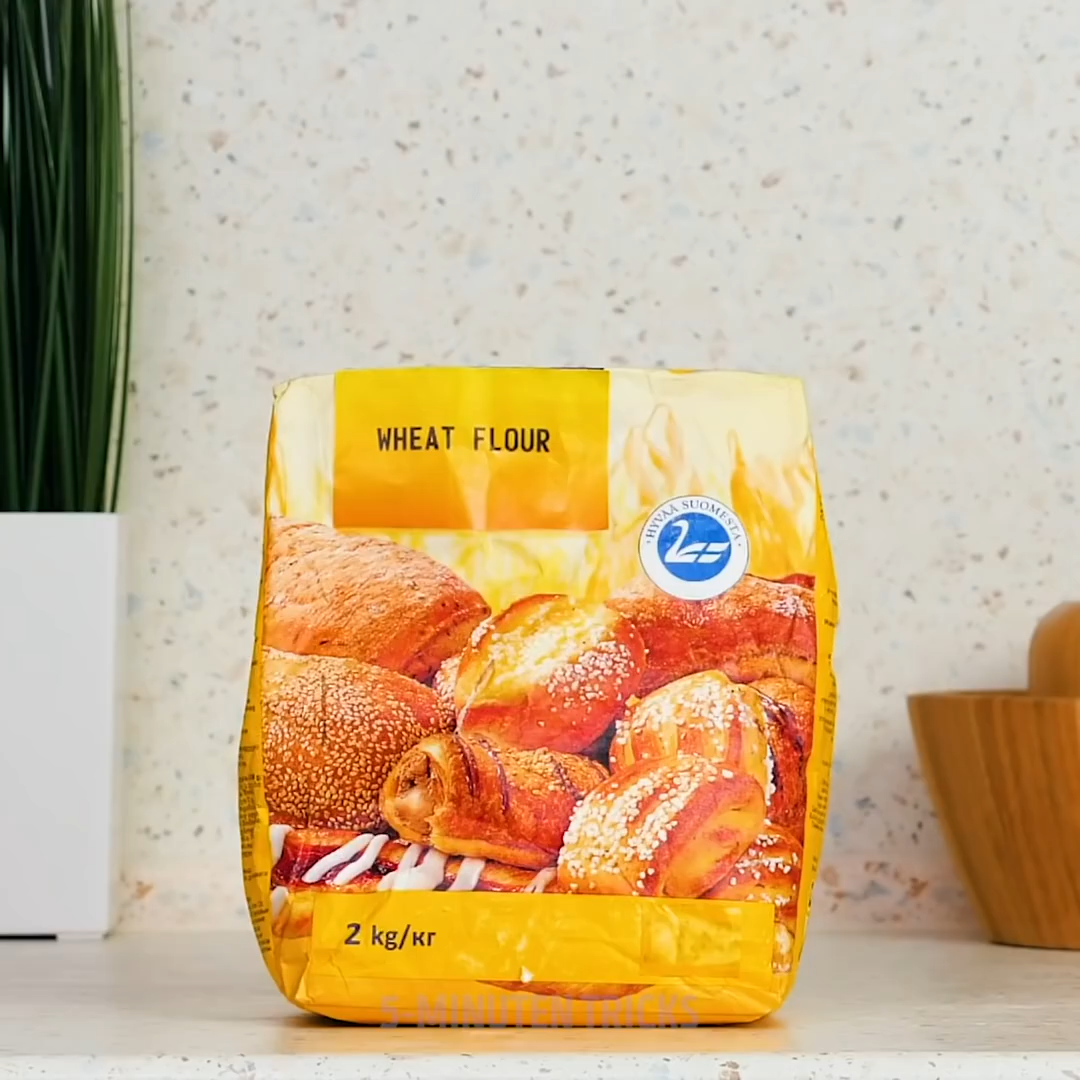 WHEAT FLOUR
HYVÄÄ SUOMESTA
2 kg/кг
5-MINUTEN TRICKS